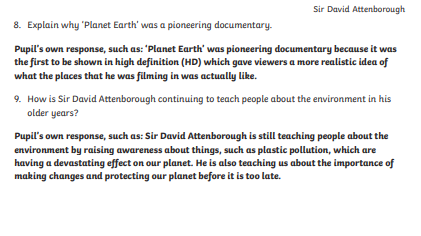 Sir David Attenborough
8. Explain why 'Planet Earth' was a pioneering documentary.
Pupil's own response, such as: 'Planet Earth' was pioneering documentary because it was
the first to be shown in high definition (HD) which gave viewers a more realistic idea of
what the places that he was filming in was actually like.
9. How is Sir David Attenborough continuing to teach people about the environment in his
older years?
Pupil's own response, such as: Sir David Attenborough is still teaching people about the
environment by raising awareness about things, such as plastic pollution, which are
having a devastating effect on our planet. He is also teaching us about the importance of
making changes and protecting our planet before it is too late.